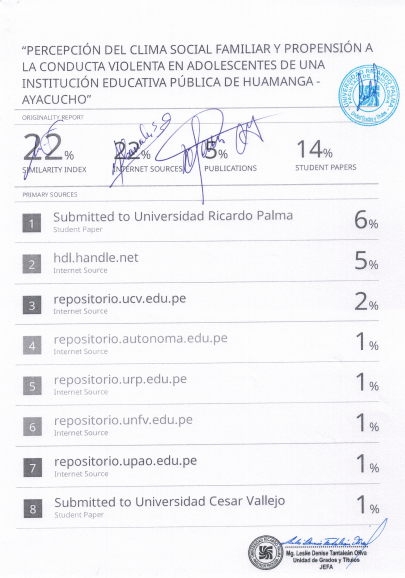 “PERCEPCIÓN DEL CLIMA SOCIAL FAMILIAR Y PROPENSIÓN A
LA CONDUCTA VIOLENTA EN ADOLESCENTES DE UNA
INSTITUCIÓN EDUCATIVA PÚBLICA DE HUAMANGA -
AYACUCHO”
UNIVERSIDAD RICARDO PALMA
ORIGINALITY REPORT
22%
SIMILARITY INDEX
22%
INTERNET SOURCES
5%
PUBLICATIONS
14%
STUDENT PAPERS
PRIMARY SOURCES
1 Submitted to Universidad Ricardo Palma 6%
Student Paper
2 hdl.handle.net 5%
Internet Source
3 repositorio.ucv.edu.pe 2%
Internet Source
4 repositorio.autonoma.edu.pe 1%
Internet Source
5 repositorio.urp.edu.pe 1%
Internet Source
6 repositorio.unfv.edu.pe 1%
Internet Source
7 repositorio.upao.edu.pe 1%
Internet Source
8 Submitted to Universidad Cesar Vallejo 1%
Student Paper
Mg. Leslie Denise Tantaleán Oliva
Unidad de Grados y Títulos
JEFA